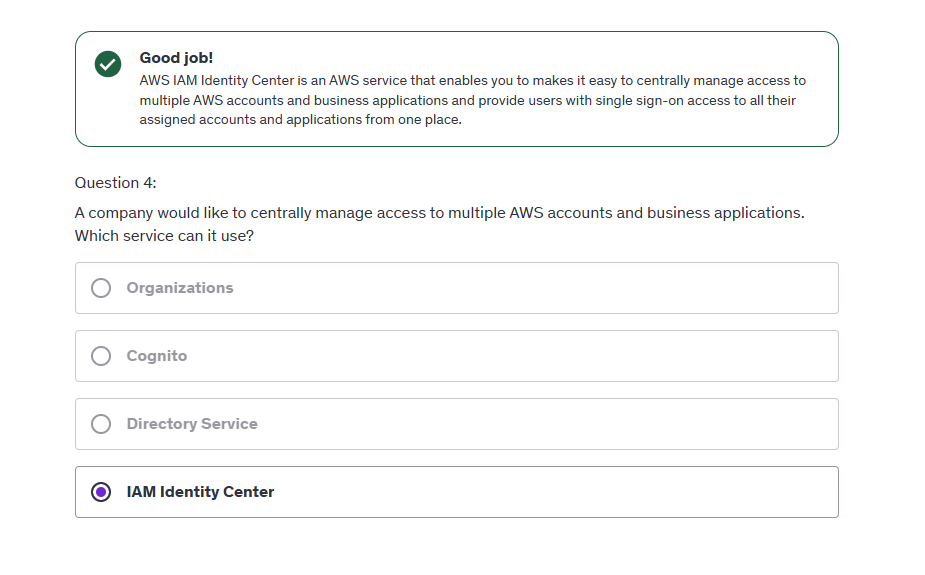 Good job!
AWS IAM Identity Center is an AWS service that enables you to makes it easy to centrally manage access to
multiple AWS accounts and business applications and provide users with single sign-on access to all their
assigned accounts and applications from one place.
Question 4:
A company would like to centrally manage access to multiple AWS accounts and business applications.
Which service can it use?
Organizations
Cognito
Directory Service
IAM Identity Center